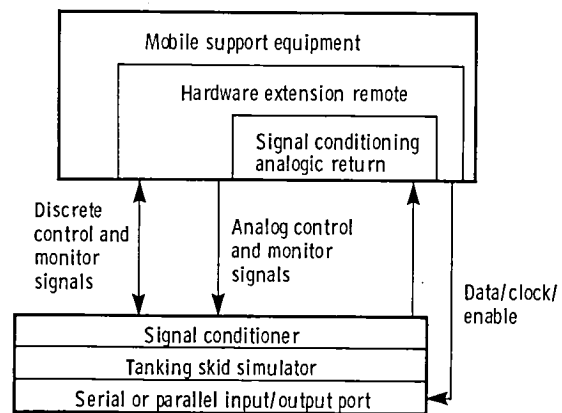 Mobile support equipment
Hardware extension remote
Signal conditioning
analogic return
Discrete
control and
monitor
signals
Analog control
and monitor
signals
Data/clock/
enable
Signal conditioner
Tanking skid simulator
Serial or parallel input/output port